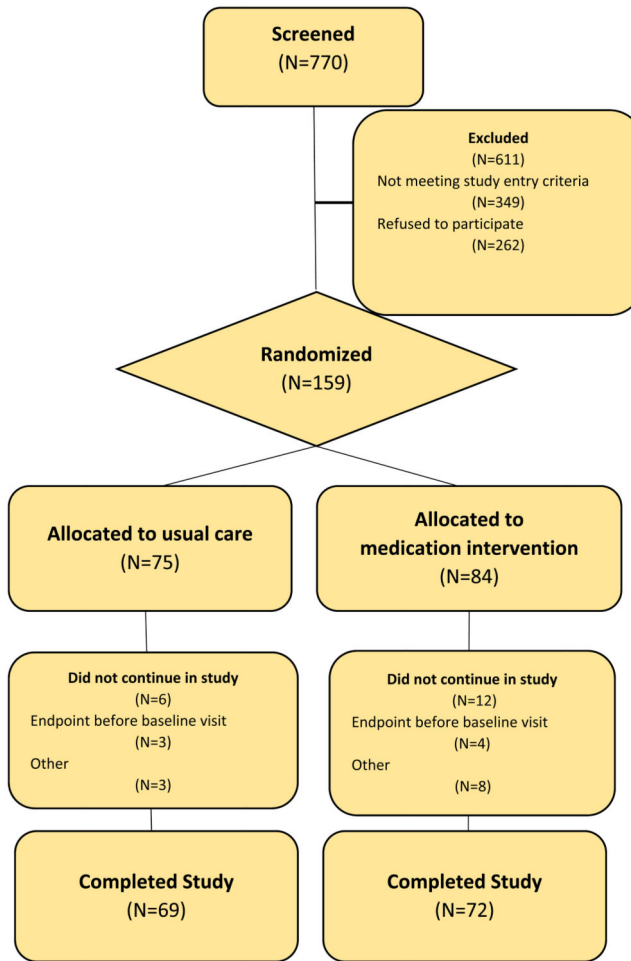 Screened
(N=770)
Excluded
(N=611)
Not meeting study entry criteria
(N=349)
Refused to participate
(N=262)
Randomized
(N=159)
Allocated to usual care
(N=75)
Allocated to
medication intervention
(N=84)
Did not continue in study
(N=6)
Endpoint before baseline visit
(N=3)
Other
(N=3)
Did not continue in study
(N=12)
Endpoint before baseline visit
(N=4)
Other
(N=8)
Completed Study
(N=69)
Completed Study
(N=72)